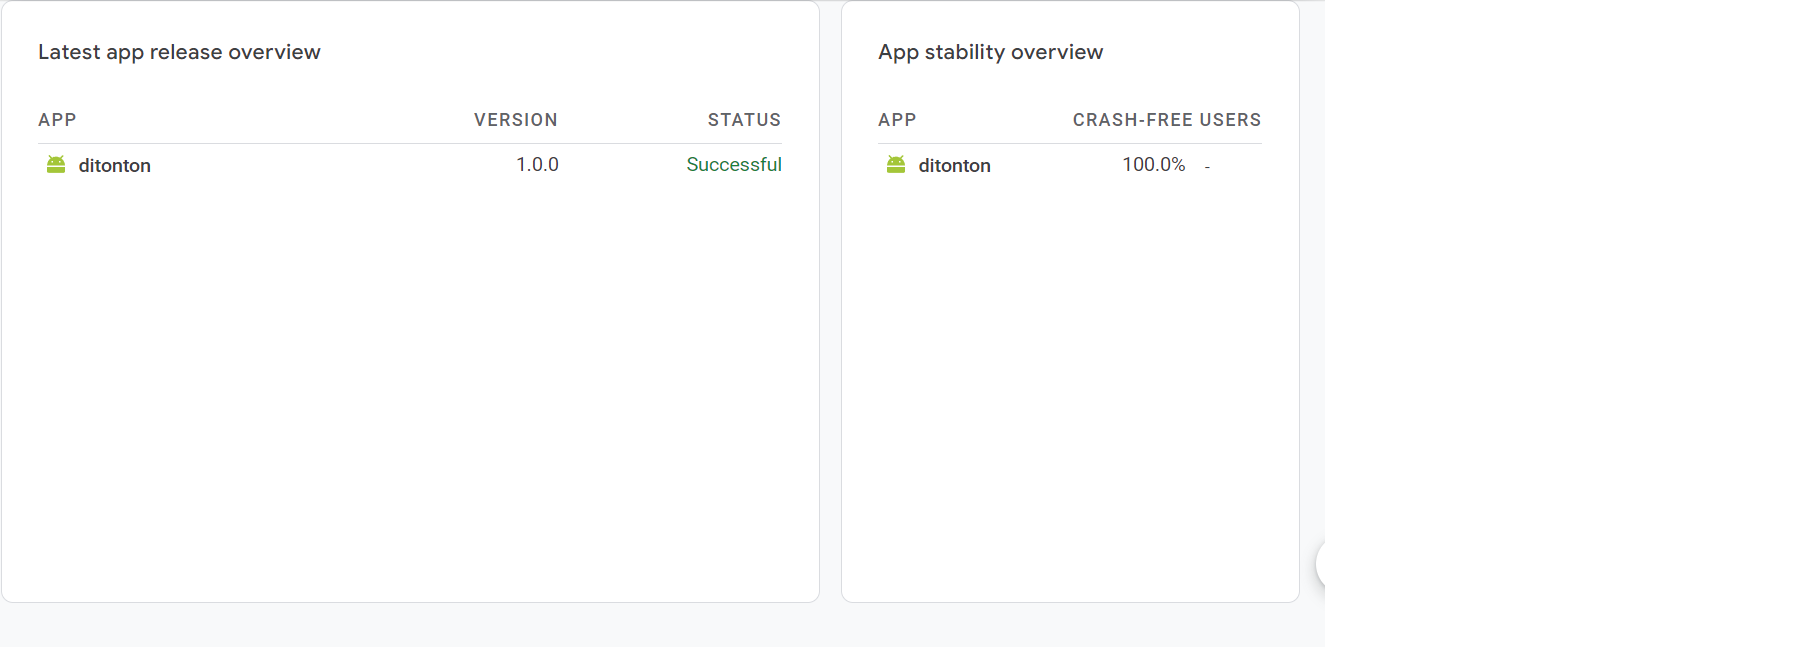 Latest app release overview
APP VERSION STATUS
ditonton 1.0.0 Successful
App stability overview
APP CRASH-FREE USERS
ditonton 100.0% -